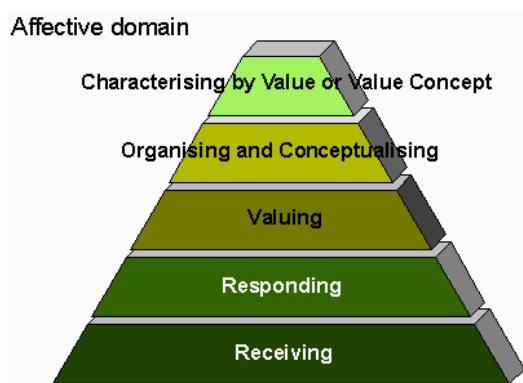 Affective domain
Characterising by Value or Value Concept
Organising and Conceptualising
Valuing
Responding
Receiving